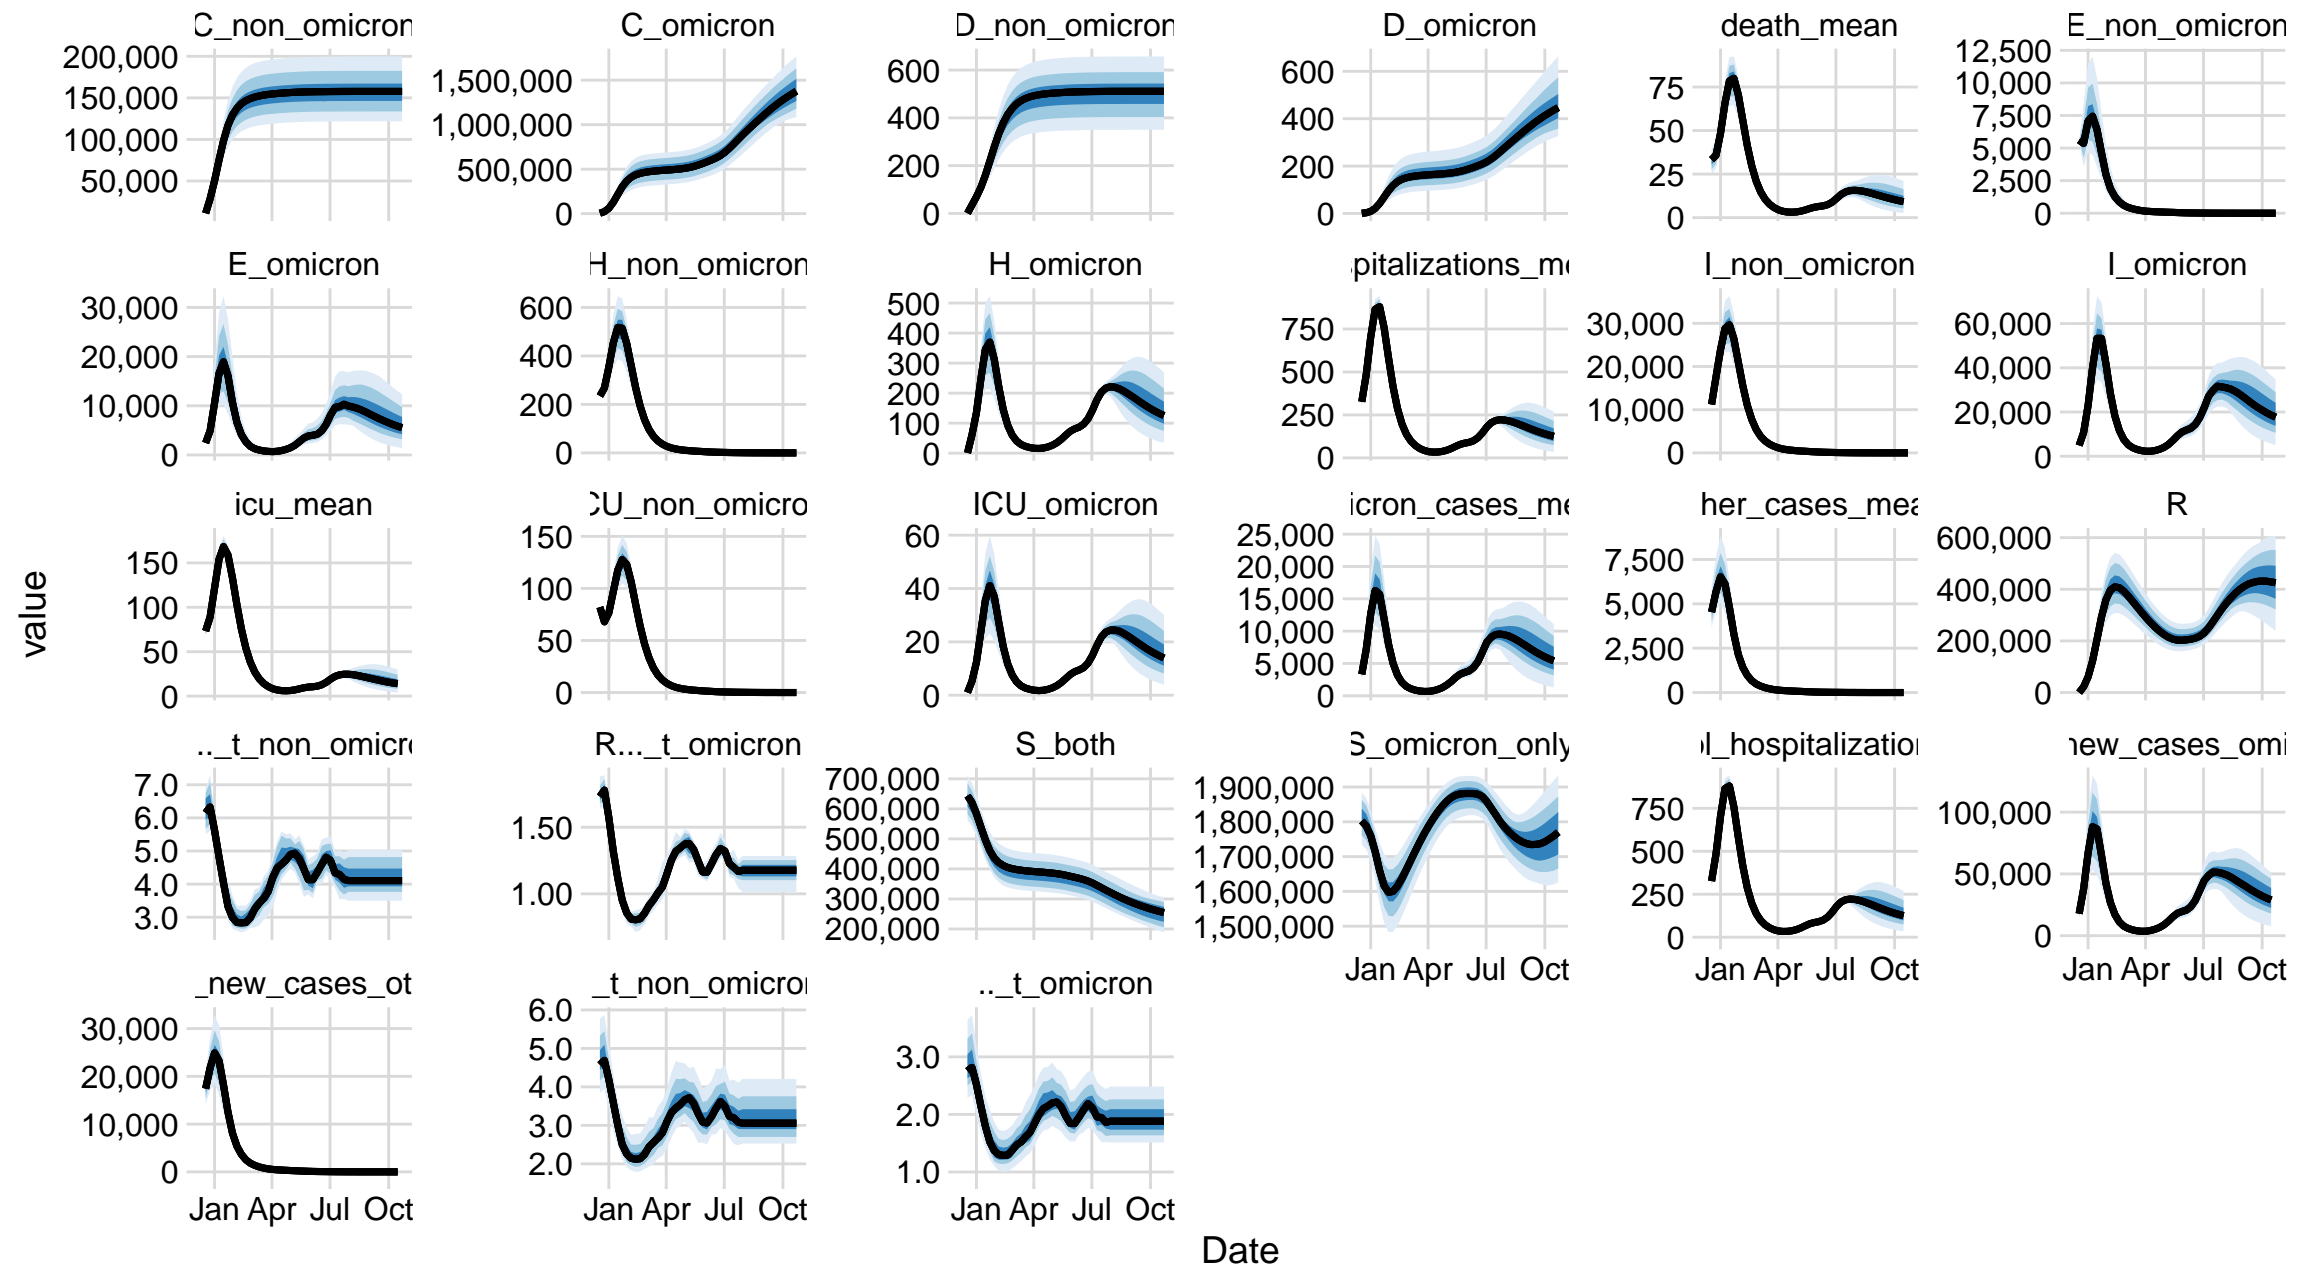 C_non_omicron C_omicron D_non_omicron D_omicron death_mean E_non_omicron
200,000 150,000 100,000 50,000
1,500,000 1,000,000 500,000 0
600 400 200 0
600 400 200 0
75 50 25 0
12,500 10,000 7,500 5,000 2,500 0
E_omicron H_non_omicron H_omicron pitalizations_me I_non_omicron I_omicron
30,000 20,000 10,000 0
600 400 200 0
500 400 300 200 100 0
750 500 250 0
30,000 20,000 10,000 0
60,000 40,000 20,000 0
icu_mean CU_non_omicro ICU_omicron icron_cases_me her_cases_mea R
150 100 50 0
150 100 50 0
60 40 20 0
25,000 20,000 15,000 10,000 5,000 0
7,500 5,000 2,500 0
600,000 400,000 200,000 0
value
.._t_non_omicro R..._t_omicron S_both S_omicron_only ol_hospitalization new_cases_omi
7.0 6.0 5.0 4.0 3.0
1.50 1.00
700,000 600,000 500,000 400,000 300,000 200,000
1,900,000 1,800,000 1,700,000 1,600,000 1,500,000
750 500 250 0
100,000 50,000 0
Jan Apr Jul Oct
Jan Apr Jul Oct
Jan Apr Jul Oct
_new_cases_ot _t_non_omicron .._t_omicron
30,000 20,000 10,000 0
6.0 5.0 4.0 3.0 2.0
3.0 2.0 1.0
Jan Apr Jul Oct
Jan Apr Jul Oct
Jan Apr Jul Oct
Date